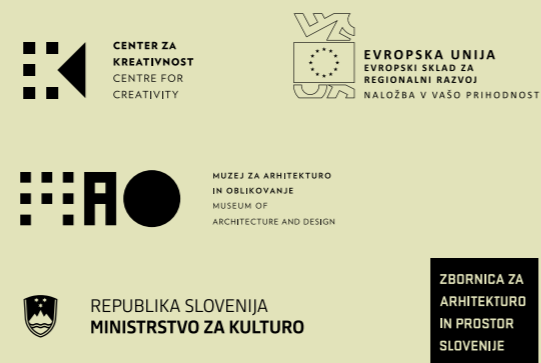 CENTER ZA
KREATIVNOST
CENTRE FOR
CREATIVITY
EVROPSKA UNIJA
EVROPSKI SKLAD ZA
REGIONALNI RAZVOJ
NALOŽBA V VAŠO PRIHODNOST
MAO
MUZEJ ZA ARHITEKTURO
IN OBLIKOVANJE
MUSEUM OF
ARCHITECTURE AND DESIGN
REPUBLIKA SLOVENIJA
MINISTRSTVO ZA KULTURO
ZBORNICA ZA
ARHITEKTURO
IN PROSTOR
SLOVENIJE